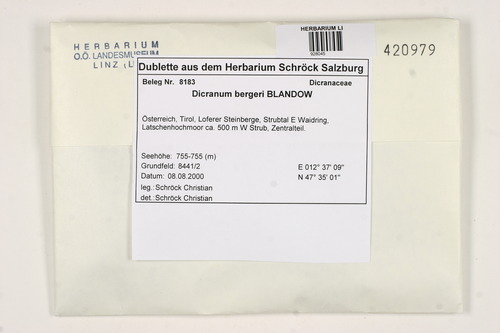 HERBARIUM
O.Ö. LANDESMUSEUM
LINZ
HERBARIUM LI
928045
420979
Dublette aus dem Herbarium Schröck Salzburg
Beleg Nr. 8183 Dicranaceae
Dicranum bergeri BLANDOW
Österreich, Tirol, Loferer Steinberge, Strubtal E Waidring,
Latschenhochmoor ca. 500 m W Strub, Zentralteil.
Seehöhe: 755-755 (m)
Grundfeld: 8441/2 E 012° 37' 09"
Datum: 08.08.2000 N 47° 35' 01"
leg.:Schröck Christian
det.:Schröck Christian